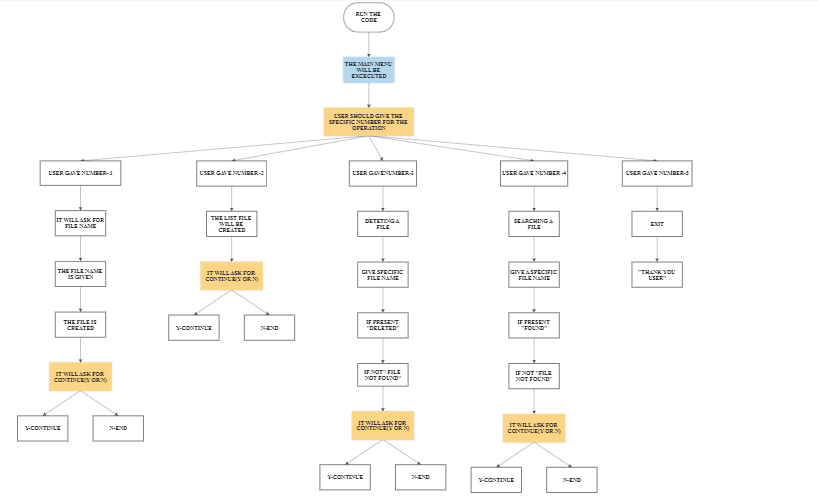 RUN THE
CODE
THE MAIN MENU
WILL BE
EXCECUTED
USER SHOULD GIVE THE
SPECIFIC NUMBER FOR THE
OPERATION
USER GAVE NUMBER- 1
USER GAVE NUMBER -2
USER GAVENUMBER-3
USER GAVE NUMBER -4
USER GAVE NUMBER-5
IT WILL ASK FOR
FILE NAME
THE LIST FILE
WILL BE
CREATED
DETETING A
FILE
SEARCHING A
FILE
EXIT
THE FILE NAME
IS GIVEN
IT WILL ASK FOR
CONTINUE(Y OR N)
GIVE SPECIFIC
FILE NAME
GIVE A SPECIFIC
FILE NAME
"THANK YOU
USER"
THE FILE IS
CREATED
Y-CONTINUE
N-END
IF PRESENT
"DELETED"
IF PRESENT
"FOUND"
IT WILL ASK FOR
CONTINUE(Y OR N)
IF NOT" FILE
NOT FOUND"
IF NOT "FILE
NOT FOUND"
Y-CONTINUE
N-END
IT WILL ASK FOR
CONTINUE(Y OR N)
IT WILL ASK FOR
CONTINUE(Y OR N)
Y-CONTINUE
N-END
Y-CONTINUE
N-END